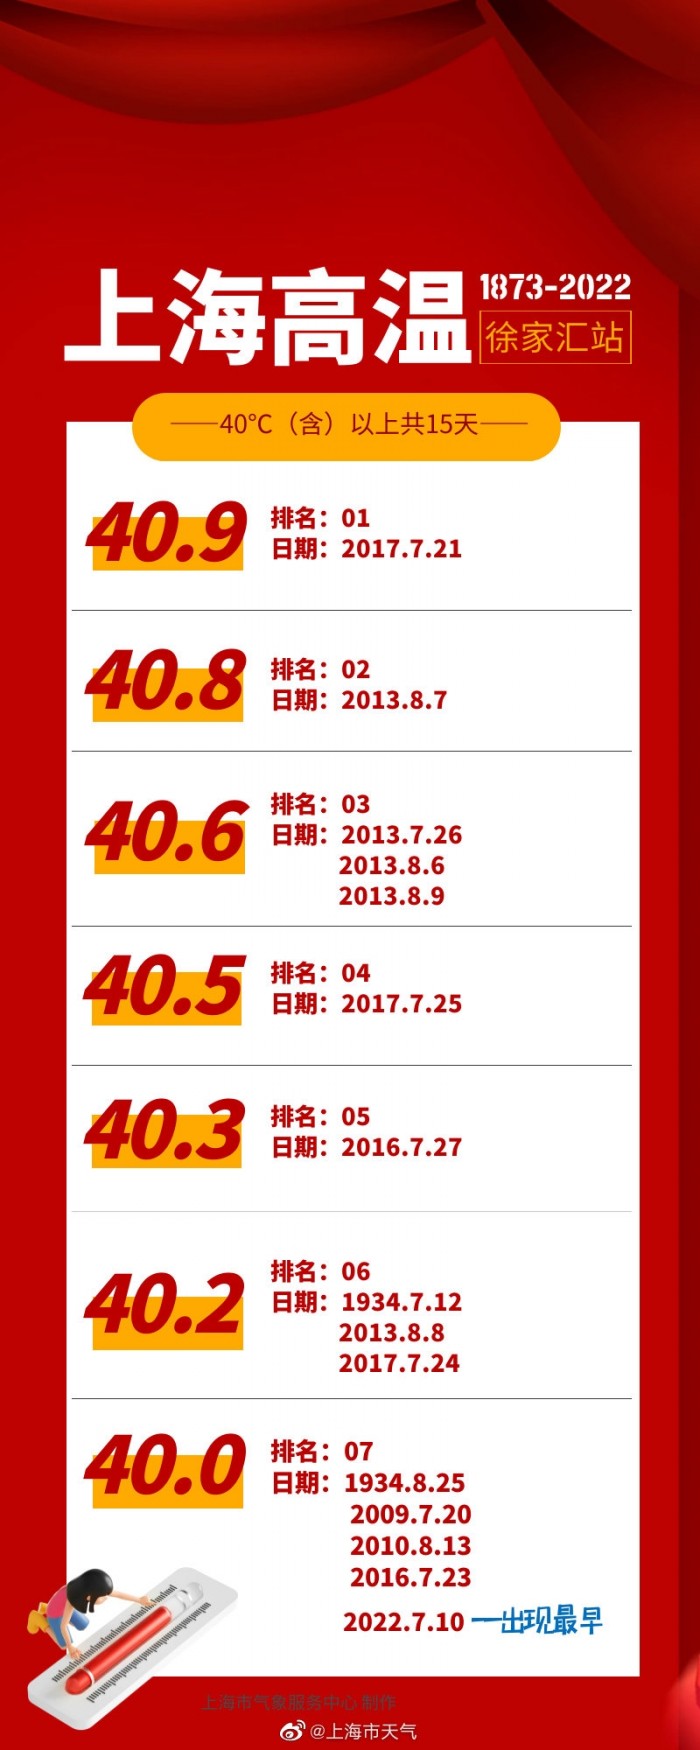 上海高温
1873-2022
徐家汇站
——40℃（含）以上共15天——
40.9
排名：01
日期：2017.7.21
40.8
排名：02
日期：2013.8.7
40.6
排名：03
日期：2013.7.26
2013.8.6
2013.8.9
40.5
排名：04
日期：2017.7.25
40.3
排名：05
日期：2016.7.27
40.2
排名：06
日期：1934.7.12
2013.8.8
2017.7.24
40.0
排名：07
日期：1934.8.25
2009.7.20
2010.8.13
2016.7.23
2022.7.10 —出现最早
上海市气象服务中心 制作
@上海市天气